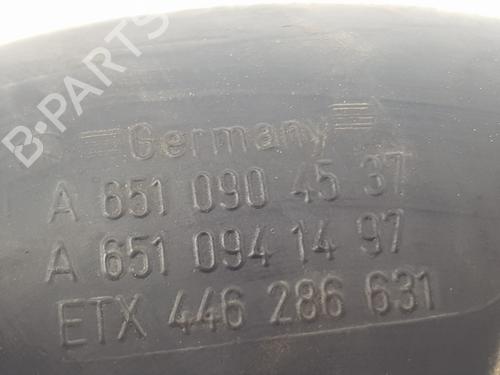 B-PARTS
Germany
A 651 090 45 37
A 651 094 14 97
ETX 446 286 631